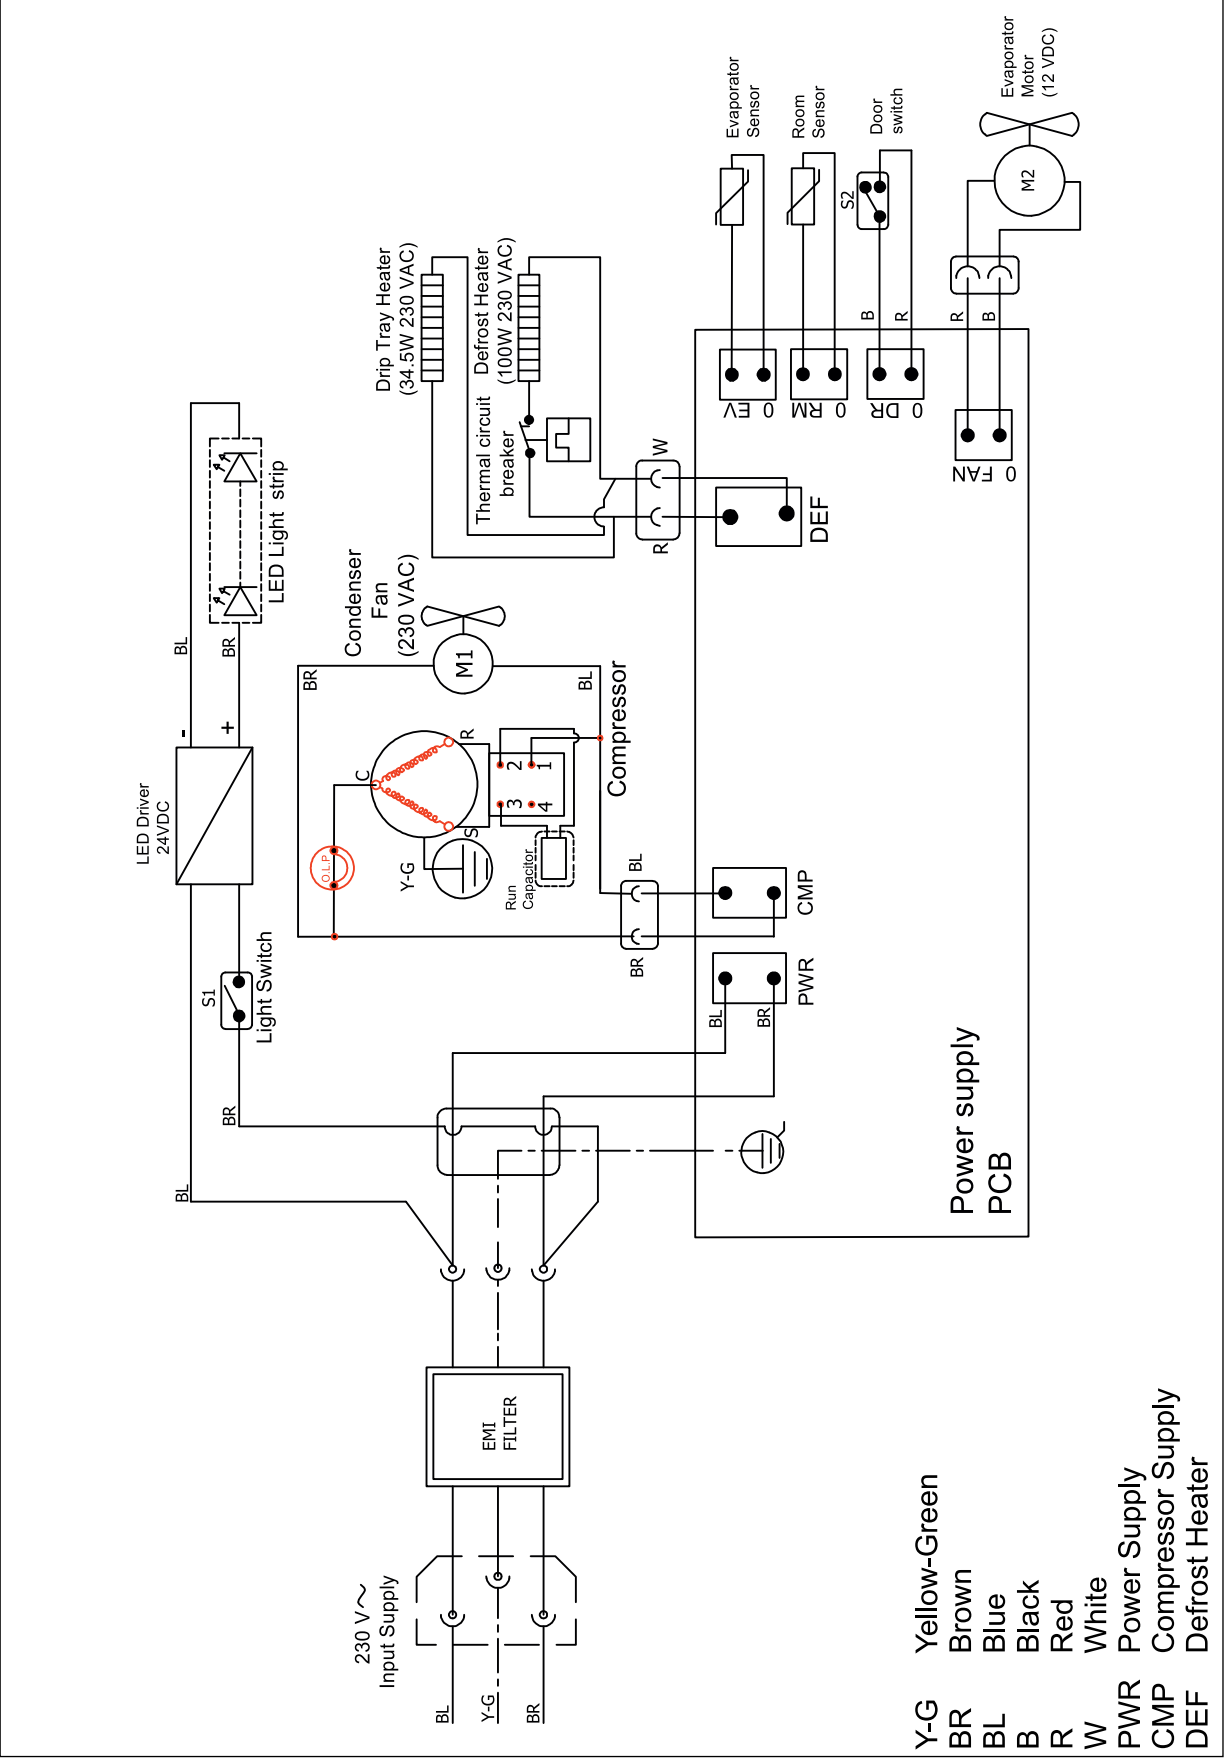 230 V~
Input Supply
BL
Y-G
BR
EMI
FILTER
BL
BR
S1
Light Switch
LED Driver
24VDC
-
+
BL
BR
LED Light strip
BR
Condenser
Fan
(230 VAC)
M1
BL
O.L.P
C
R
S
Y-G
2
1
3
4
Run
Capacitor
Compressor
BL
BR
CMP
PWR
BL
BR
Drip Tray Heater
(34.5W 230 VAC)
Defrost Heater
(100W 230 VAC)
Thermal circuit
breaker
W
R
DEF
Evaporator
Sensor
Room
Sensor
Door
switch
S2
Evaporator
Motor
(12 VDC)
M2
B
R
R
B
0 EV
0 RM
0 DR
0 FAN
Power supply
PCB
Y-G Yellow-Green
BR Brown
BL Blue
B Black
R Red
W White
PWR Power Supply
CMP Compressor Supply
DEF Defrost Heater